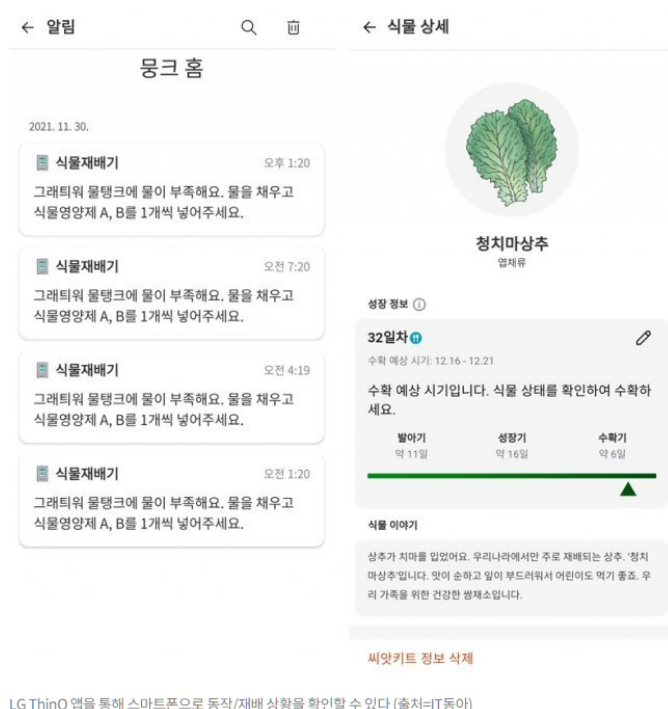 ← 알림
뭉크 홈
2021. 11. 30.
식물재배기 오후 1:20
그래틔워 물탱크에 물이 부족해요. 물을 채우고
식물영양제 A, B를 1개씩 넣어주세요.
식물재배기 오전 7:20
그래틔워 물탱크에 물이 부족해요. 물을 채우고
식물영양제 A, B를 1개씩 넣어주세요.
식물재배기 오전 4:19
그래틔워 물탱크에 물이 부족해요. 물을 채우고
식물영양제 A, B를 1개씩 넣어주세요.
식물재배기 오전 1:20
그래틔워 물탱크에 물이 부족해요. 물을 채우고
식물영양제 A, B를 1개씩 넣어주세요.
← 식물 상세
청치마상추
엽채류
성장 정보
32일차
수확 예상 시기: 12.16 - 12.21
수확 예상 시기입니다. 식물 상태를 확인하여 수확하
세요.
발아기 성장기 수확기
약 11일 약 16일 약 6일
식물 이야기
상추가 치마를 입었어요. 우리나라에서만 주로 재배되는 상추. '청치
마상추'입니다. 맛이 순하고 잎이 부드러워서 어린이도 먹기 좋죠. 우
리 가족을 위한 건강한 쌈채소입니다.
씨앗키트 정보 삭제
LG ThinQ 앱을 통해 스마트폰으로 동작/재배 상황을 확인할 수 있다 (출처=IT동아)